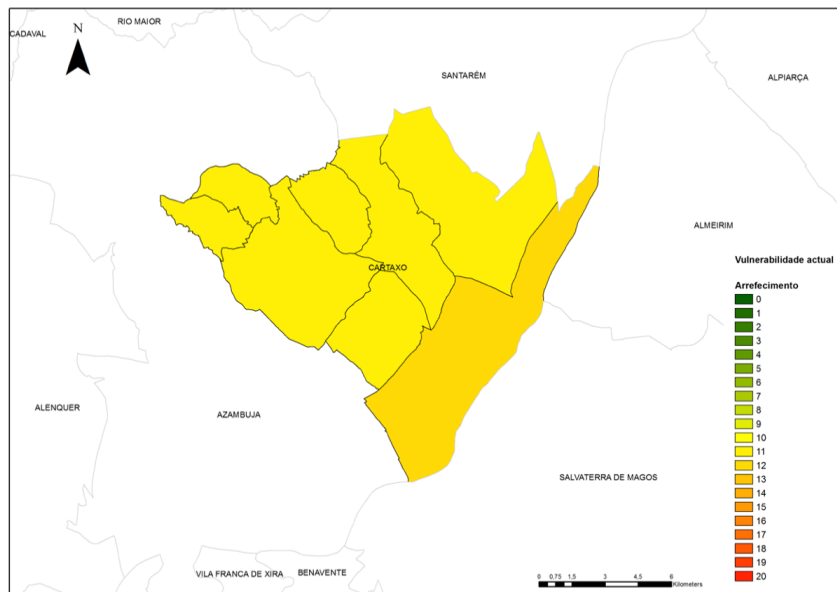 RIO MAIOR
CADAVAL
N
SANTARÉM
ALPIARÇA
ALMEIRIM
CARTAXO
ALENQUER
AZAMBUJA
SALVATERRA DE MAGOS
VILA FRANCA DE XIRA
BENAVENTE
Vulnerabilidade actual
Arrefecimento
0
1
2
3
4
5
6
7
8
9
10
11
12
13
14
15
16
17
18
19
20
0 0,75 1,5 3 4,5 6
Kilometers